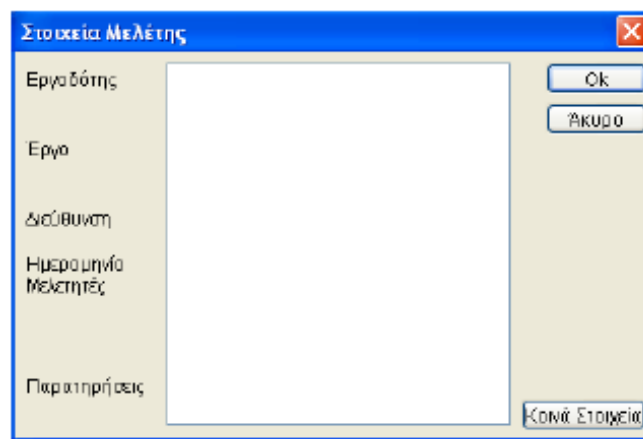 Στοιχεία Μελέτης
Εργοδότης
Ok
Άκυρο
Έργο
Διεύθυνση
Ημερομηνία
Μελετητές
Παρατηρήσεις
Κοινά Στοιχεία